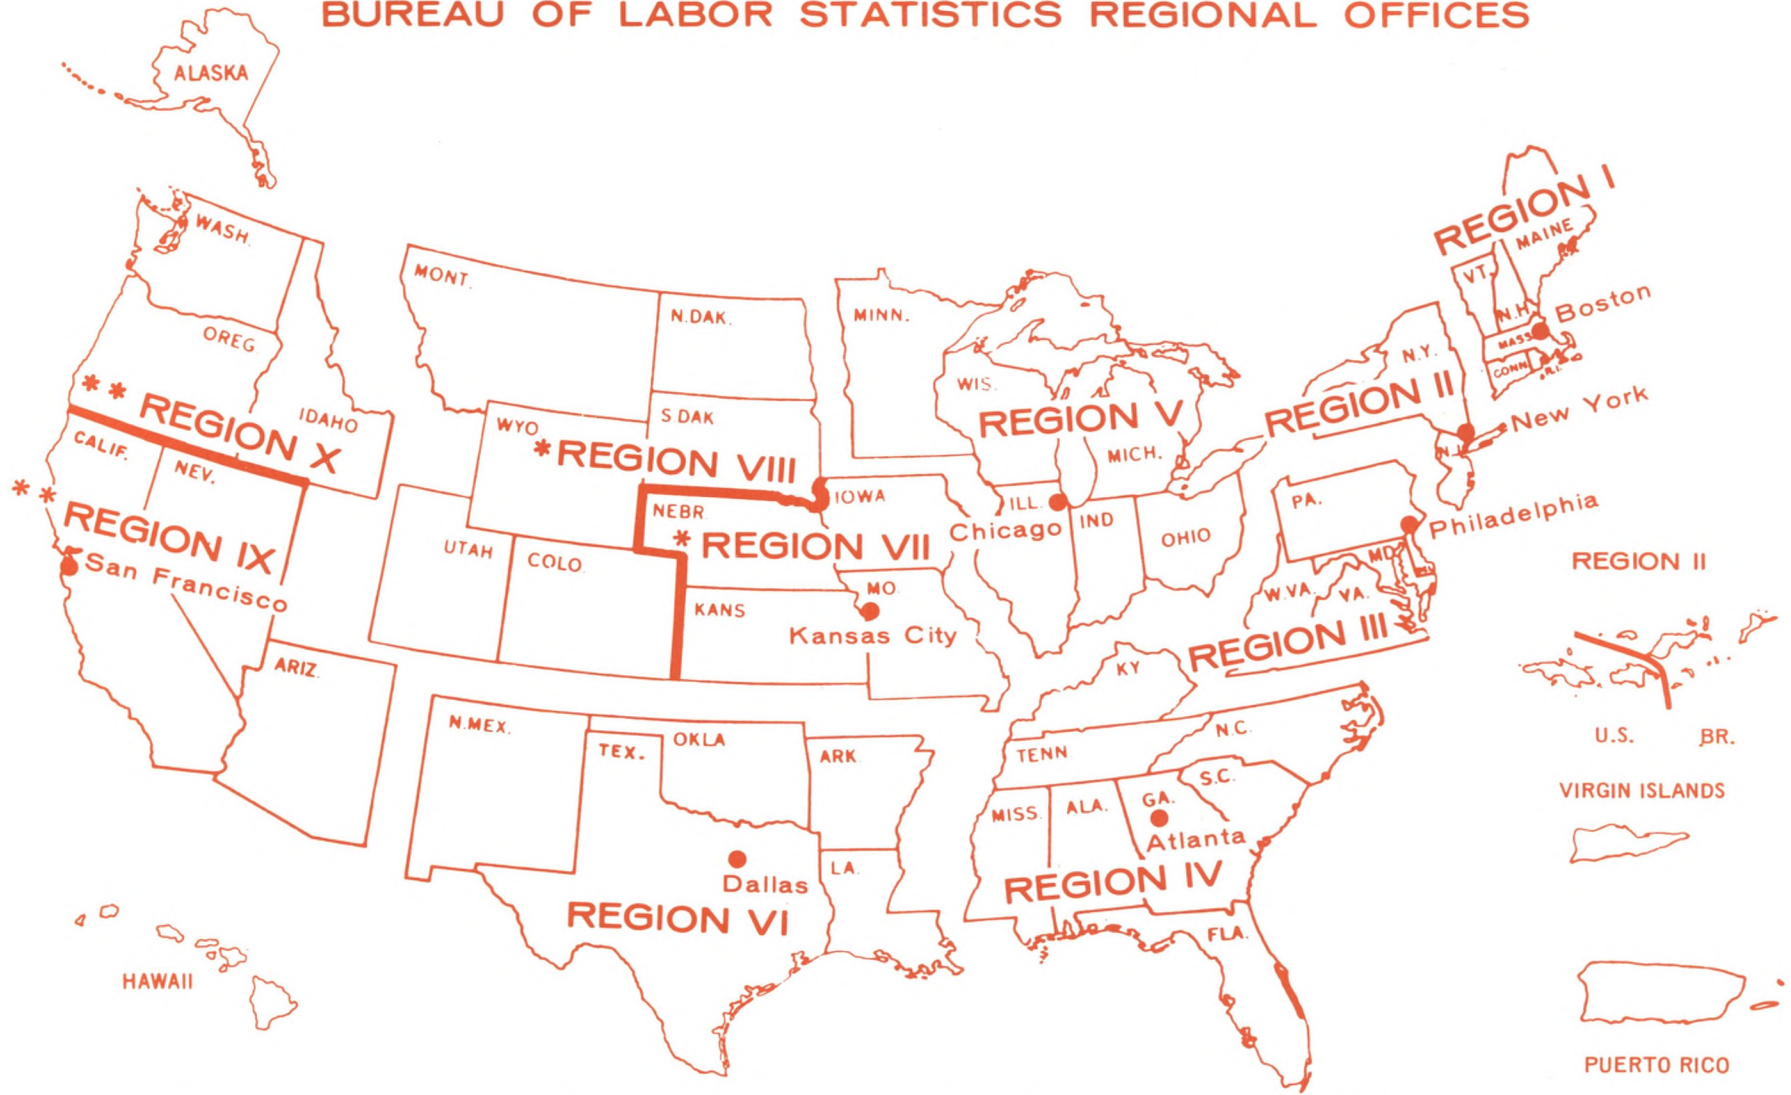 BUREAU OF LABOR STATISTICS REGIONAL OFFICES
ALASKA
WASH.
OREG.
IDAHO
** REGION X
CALIF.
NEV.
** REGION IX
San Francisco
ARIZ.
HAWAII
MONT.
N.DAK.
S.DAK
WYO.
* REGION VIII
UTAH
COLO.
NEBR.
IOWA
* REGION VII
KANS
MO.
Kansas City
N.MEX.
TEX.
OKLA
ARK
LA.
Dallas
REGION VI
MINN.
WIS.
REGION V
MICH.
ILL.
Chicago
IND
OHIO
KY
TENN
N.C.
S.C.
MISS.
ALA.
GA.
Atlanta
REGION IV
FLA.
REGION I
MAINE
VT.
N.H.
Boston
MASS.
CONN.
R.I.
N.Y.
REGION II
New York
N.J.
PA.
Philadelphia
MD.
W.VA.
VA.
REGION III
REGION II
U.S. BR.
VIRGIN ISLANDS
PUERTO RICO